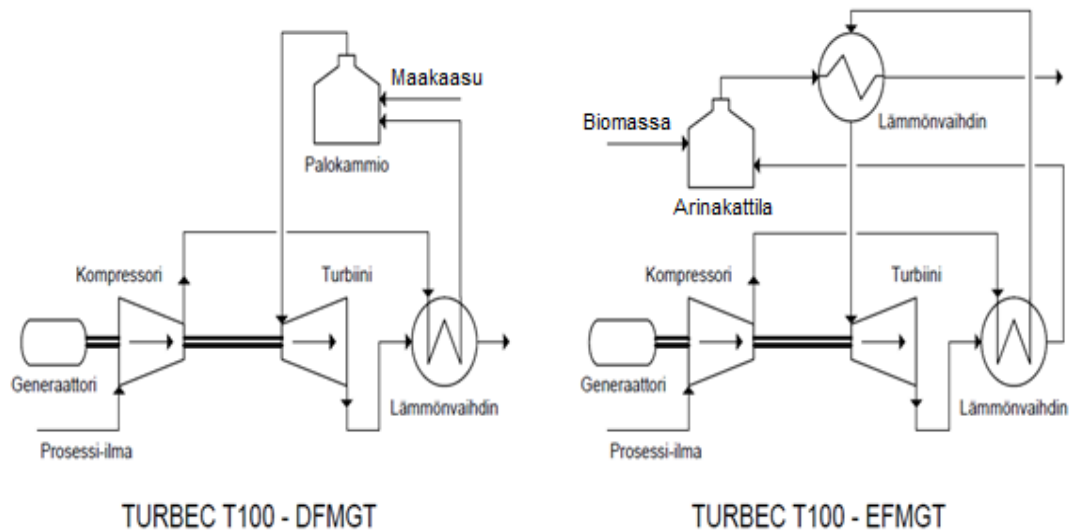 Maakaasu
Palokammio
Kompressori
Turbiini
Generaattori
Lämmönvaihdin
Prosessi-ilma
TURBEC T100 - DFMGT
Biomassa
Lämmönvaihdin
Arinakattila
Kompressori
Turbiini
Generaattori
Lämmönvaihdin
Prosessi-ilma
TURBEC T100 - EFMGT